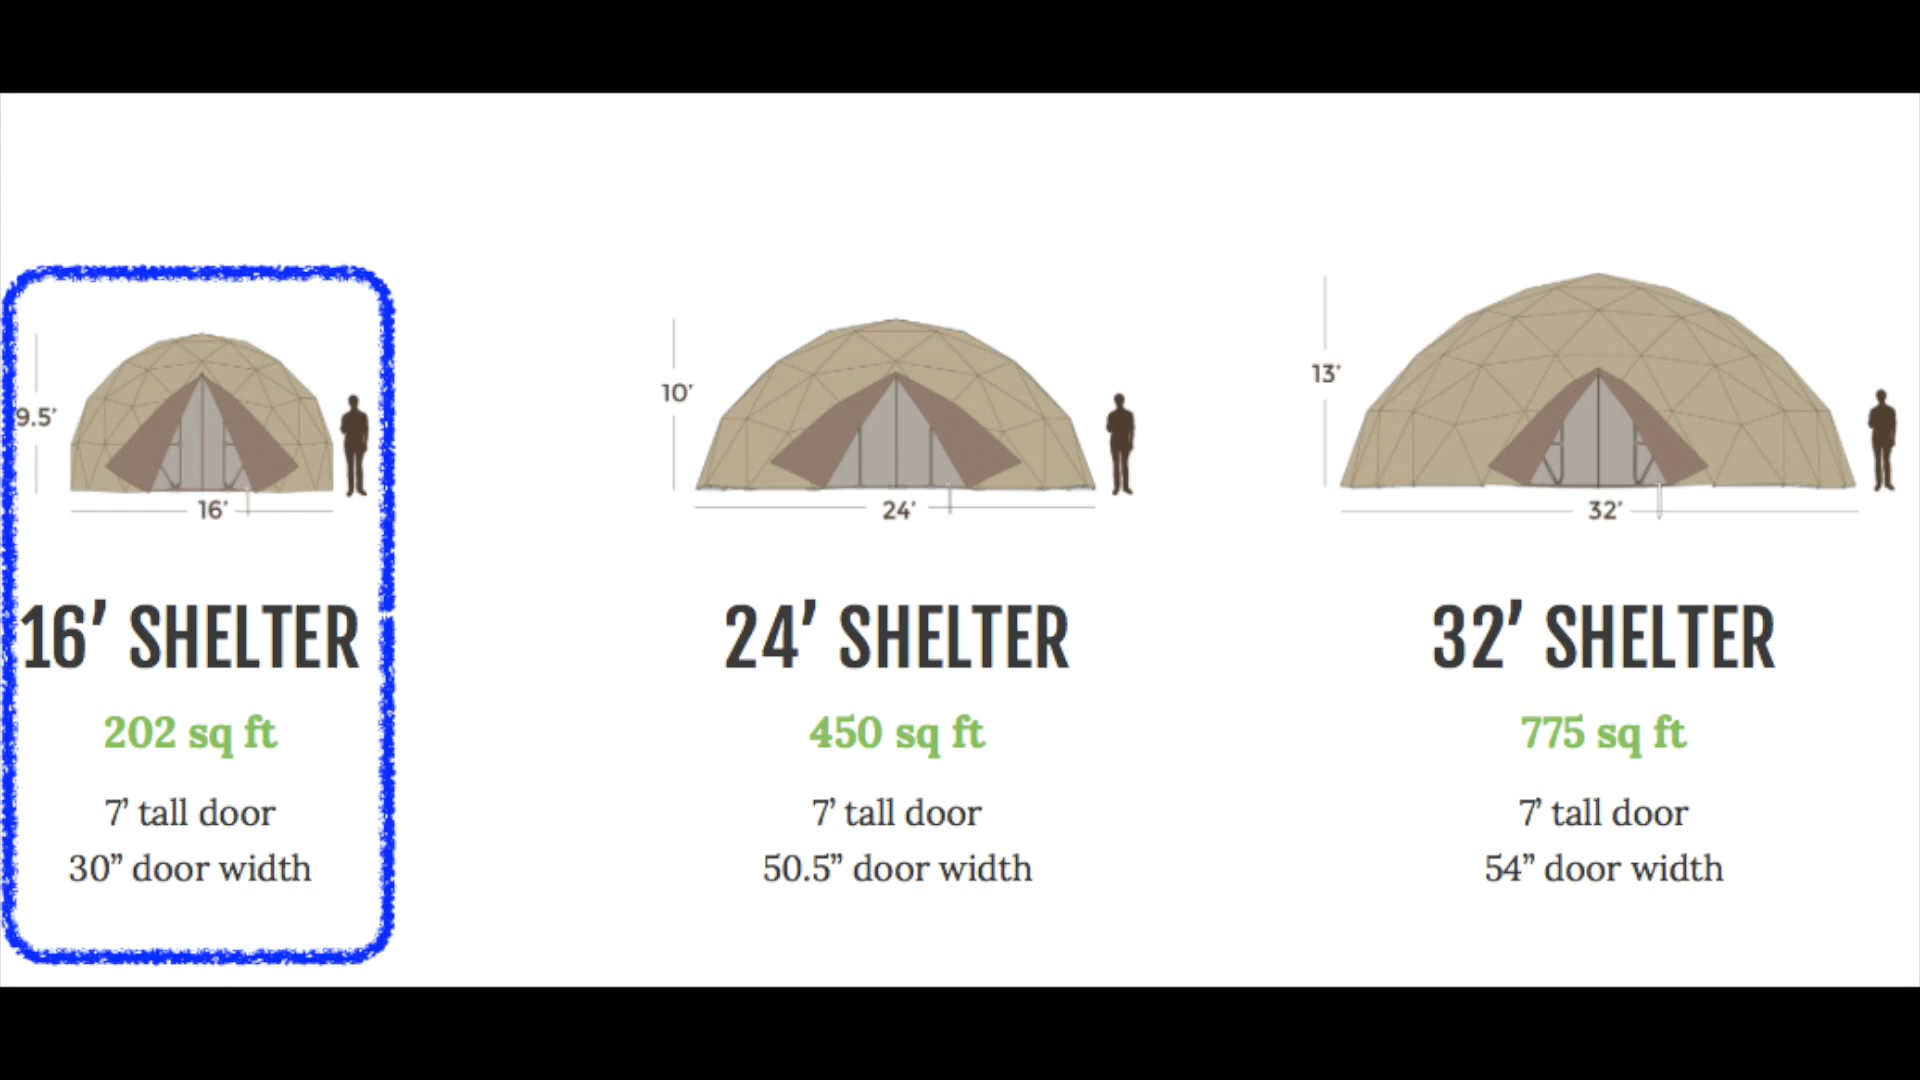 9.5’
16’
16’ SHELTER
202 sq ft
7’ tall door
30” door width
10’
24’
24’ SHELTER
450 sq ft
7’ tall door
50.5” door width
13’
32’
32’ SHELTER
775 sq ft
7’ tall door
54” door width